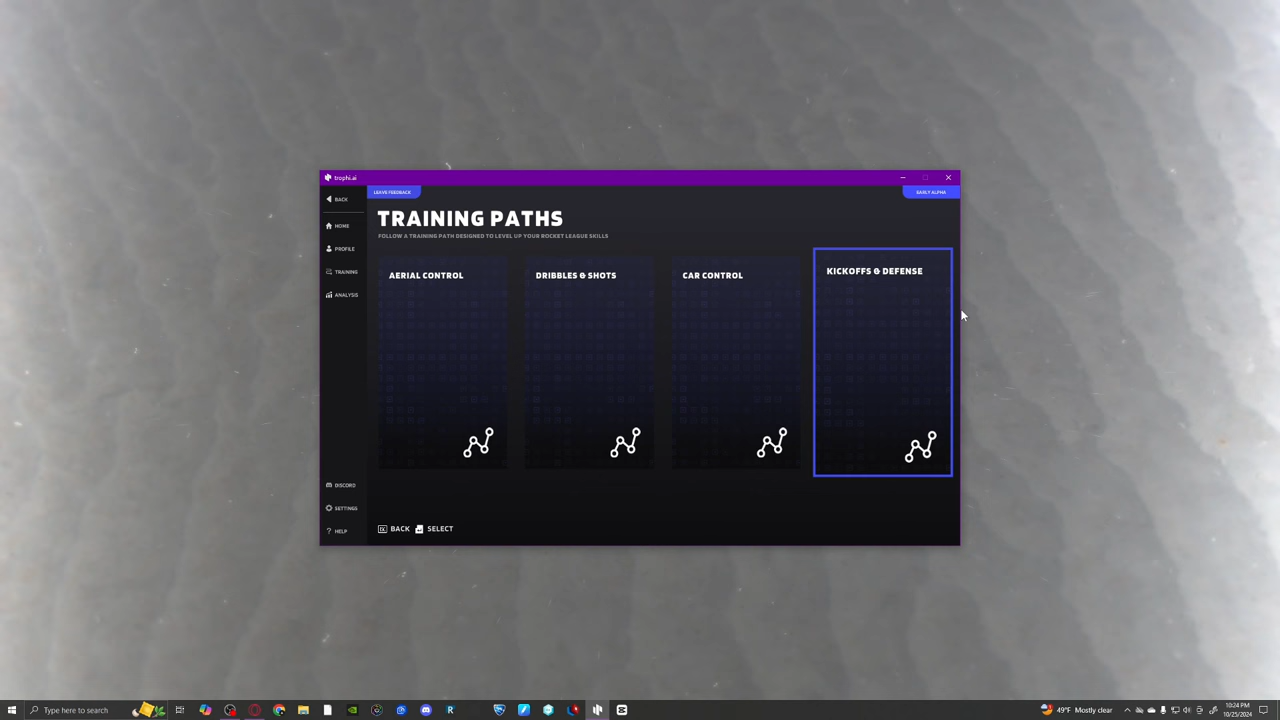 trophi.ai
LEAVE FEEDBACK
EARLY ALPHA
BACK
HOME
PROFILE
TRAINING
ANALYSIS
DISCORD
SETTINGS
HELP
TRAINING PATHS
FOLLOW A TRAINING PATH DESIGNED TO LEVEL UP YOUR ROCKET LEAGUE SKILLS
AERIAL CONTROL
DRIBBLES & SHOTS
CAR CONTROL
KICKOFFS & DEFENSE
BACK SELECT
Type here to search
49°F Mostly clear
10:24 PM
10/25/2024